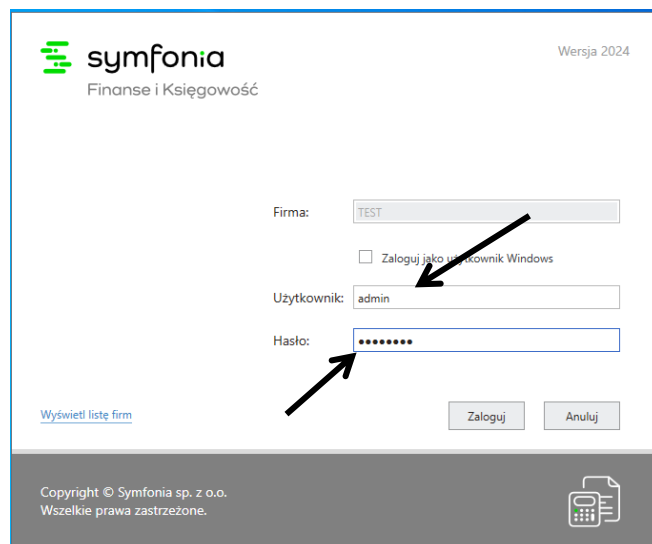 symfonia
Wersja 2024
Finanse i Księgowość
Firma: TEST
Zaloguj jako użytkownik Windows
Użytkownik: admin
Hasło: ••••••••
Wyświetl listę firm
Zaloguj
Anuluj
Copyright © Symfonia sp. z o.o.
Wszelkie prawa zastrzeżone.